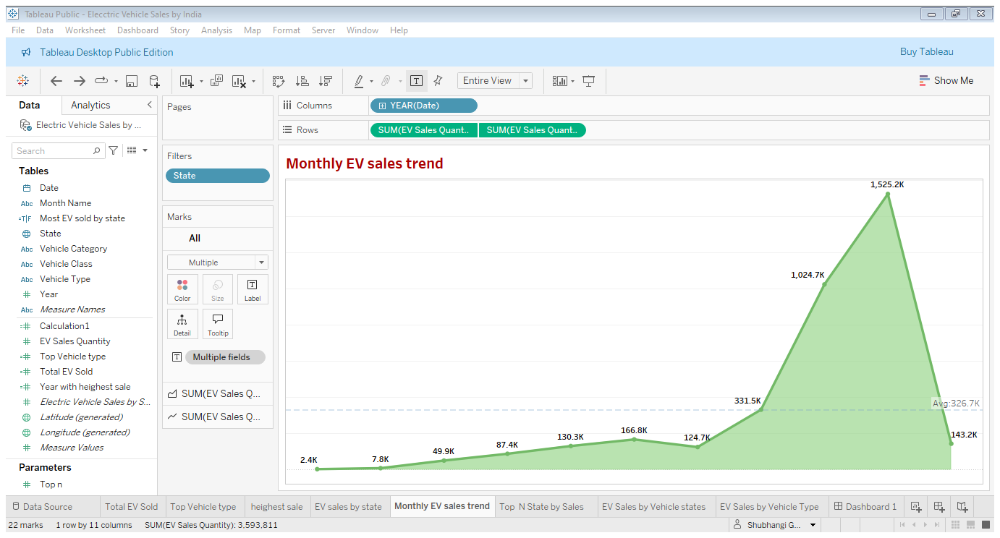 Tableau Public - Elecctric Vehicle Sales by India
File Data Worksheet Dashboard Story Analysis Map Format Server Window Help
Tableau Desktop Public Edition
Buy Tableau
Entire View
Show Me
Data
Analytics
Electric Vehicle Sales by ...
Search
Tables
Date
Abc Month Name
=T|F Most EV sold by state
State
Abc Vehicle Category
Abc Vehicle Class
Abc Vehicle Type
Year
Abc Measure Names
Calculation1
EV Sales Quantity
Top Vehicle type
Total EV Sold
Year with heighest sale
Electric Vehicle Sales by S...
Latitude (generated)
Longitude (generated)
Measure Values
Parameters
Top n
Pages
Filters
State
Marks
All
Multiple
Color Size Label
Detail Tooltip
Multiple fields
SUM(EV Sales Q...
SUM(EV Sales Q...
Columns
YEAR(Date)
Rows
SUM(EV Sales Quant.. SUM(EV Sales Quant..
Monthly EV sales trend
2.4K
7.8K
49.9K
87.4K
130.3K
166.8K
124.7K
331.5K
1,024.7K
1,525.2K
Avg:326.7K
143.2K
Data Source Total EV Sold Top Vehicle type heighest sale EV sales by state Monthly EV sales trend Top N State by Sales EV Sales by Vehicle states EV Sales by Vehicle Type Dashboard 1
22 marks 1 row by 11 columns SUM(EV Sales Quantity): 3,593,811 Shubhangi G...